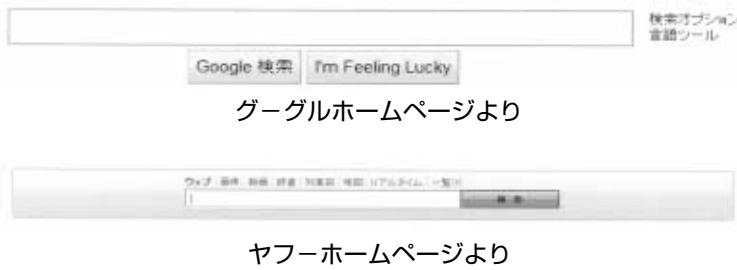 検索オプション
言語ツール
Google 検索 I'm Feeling Lucky
グーグルホームページより
ウェブ 画像 動画 辞書 知恵袋 地図 リアルタイム 一覧
検索
ヤフーホームページより